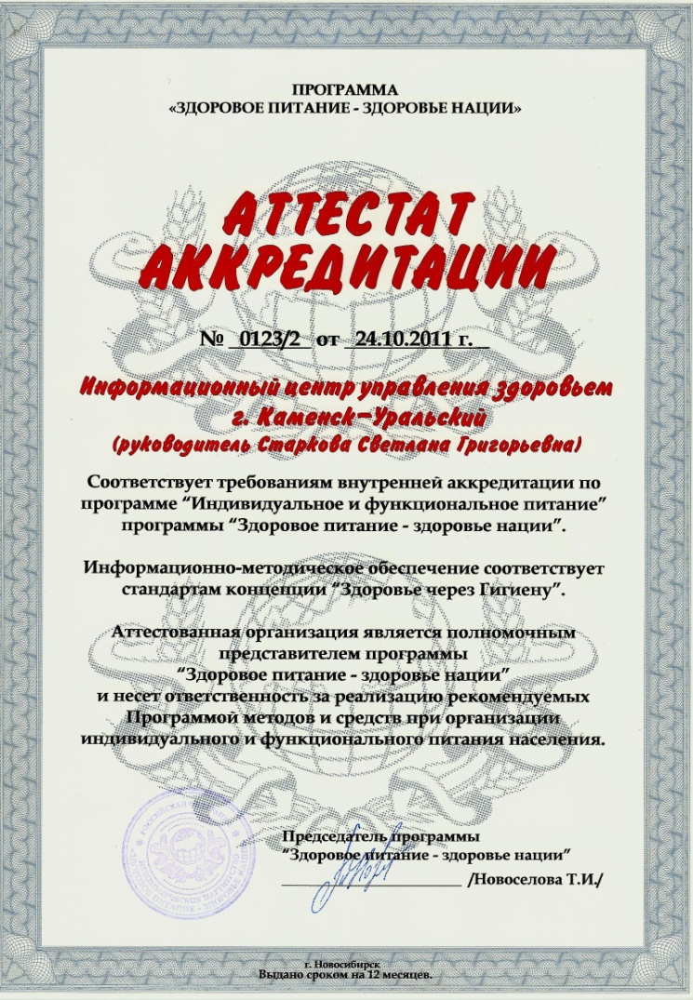 ПРОГРАММА
«ЗДОРОВОЕ ПИТАНИЕ - ЗДОРОВЬЕ НАЦИИ»
АТТЕСТАТ
АККРЕДИТАЦИИ
№ 0123/2 от 24.10.2011 г.
Информационный центр управления здоровьем
г. Каменск-Уральский
(руководитель Старкова Светлана Григорьевна)
Соответствует требованиям внутренней аккредитации по
программе “Индивидуальное и функциональное питание”
программы “Здоровое питание - здоровье нации”.
Информационно-методическое обеспечение соответствует
стандартам концепции “Здоровье через Гигиену”.
Аттестованная организация является полномочным
представителем программы
“Здоровое питание - здоровье нации”
и несет ответственность за реализацию рекомендуемых
Программой методов и средств при организации
индивидуального и функционального питания населения.
Председатель программы
“Здоровое питание - здоровье нации”
/Новоселова Т.И./
г. Новосибирск
Выдано сроком на 12 месяцев.